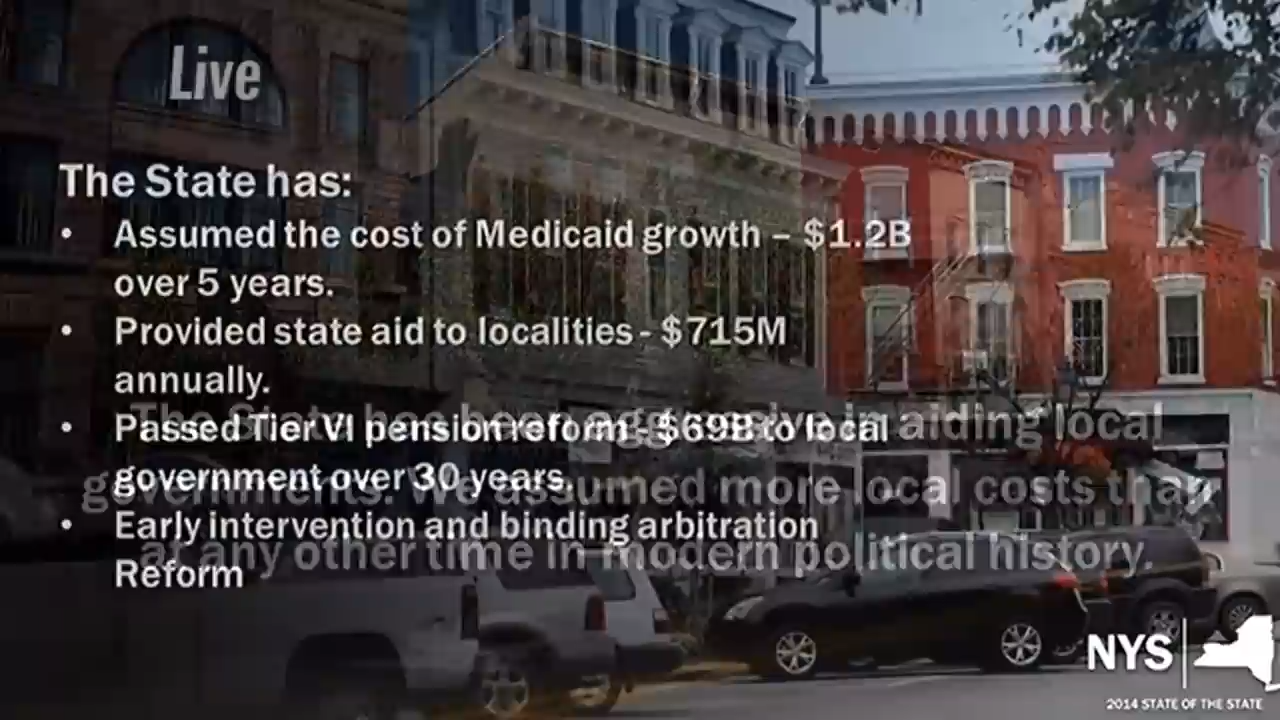 Live
The State has:
• Assumed the cost of Medicaid growth – $1.2B
over 5 years.
• Provided state aid to localities - $715M
annually.
• Passed Tier VI pension reform - $69B to local
government over 30 years.
• Early intervention and binding arbitration
Reform
The State has been aggressive in aiding local
governments. We assumed more local costs than
at any other time in modern political history.
NYS
2014 STATE OF THE STATE